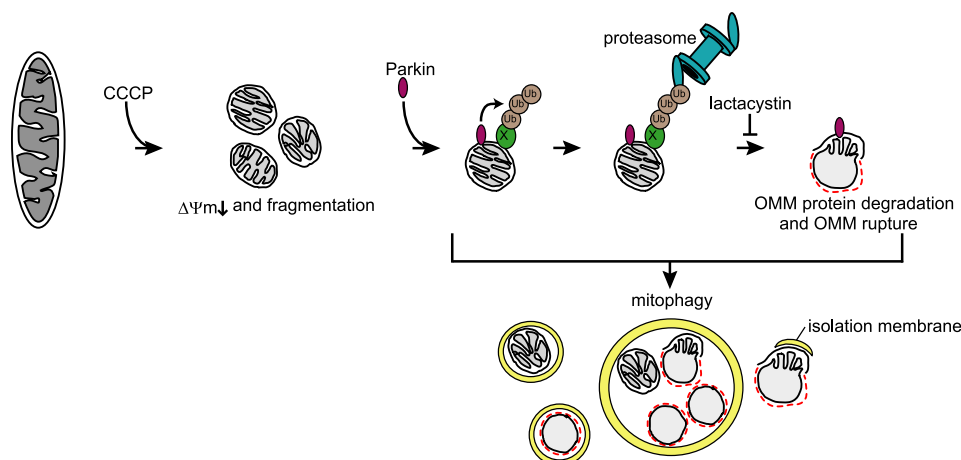 proteasome
Parkin
CCCP
Ub
Ub
Ub
X
Ub
Ub
Ub
X
lactacystin
ΔΨm↓ and fragmentation
OMM protein degradation
and OMM rupture
mitophagy
isolation membrane